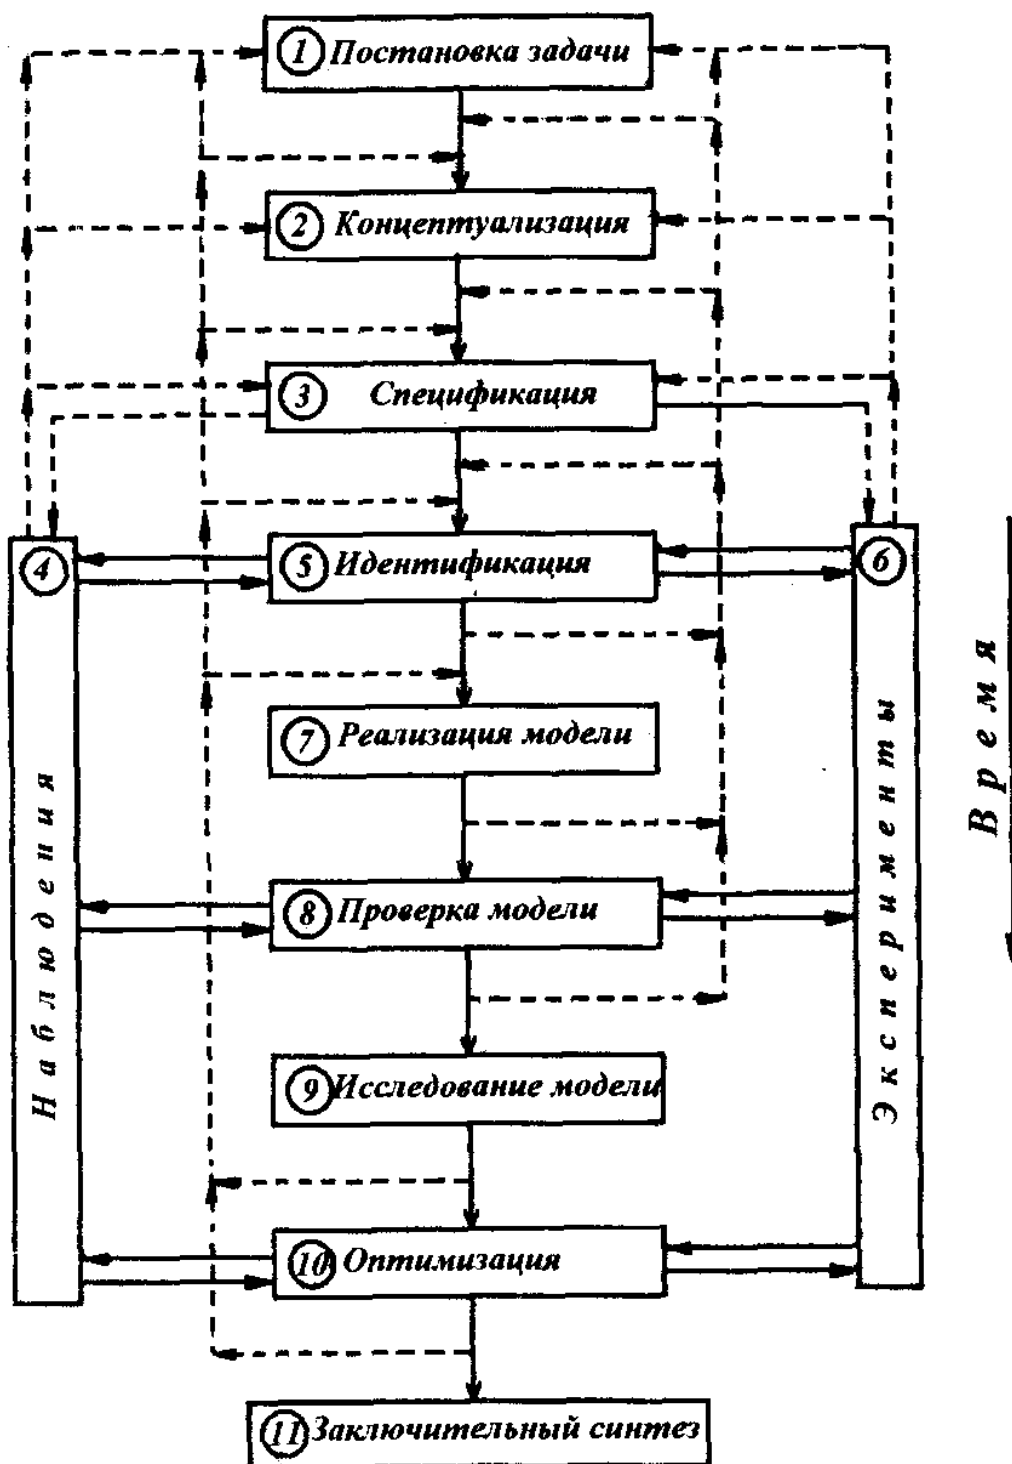 1 Постановка задачи
2 Концептуализация
3 Спецификация
4 Наблюдения
5 Идентификация
6 Эксперименты
Время
7 Реализация модели
8 Проверка модели
9 Исследование модели
10 Оптимизация
11 Заключительный синтез